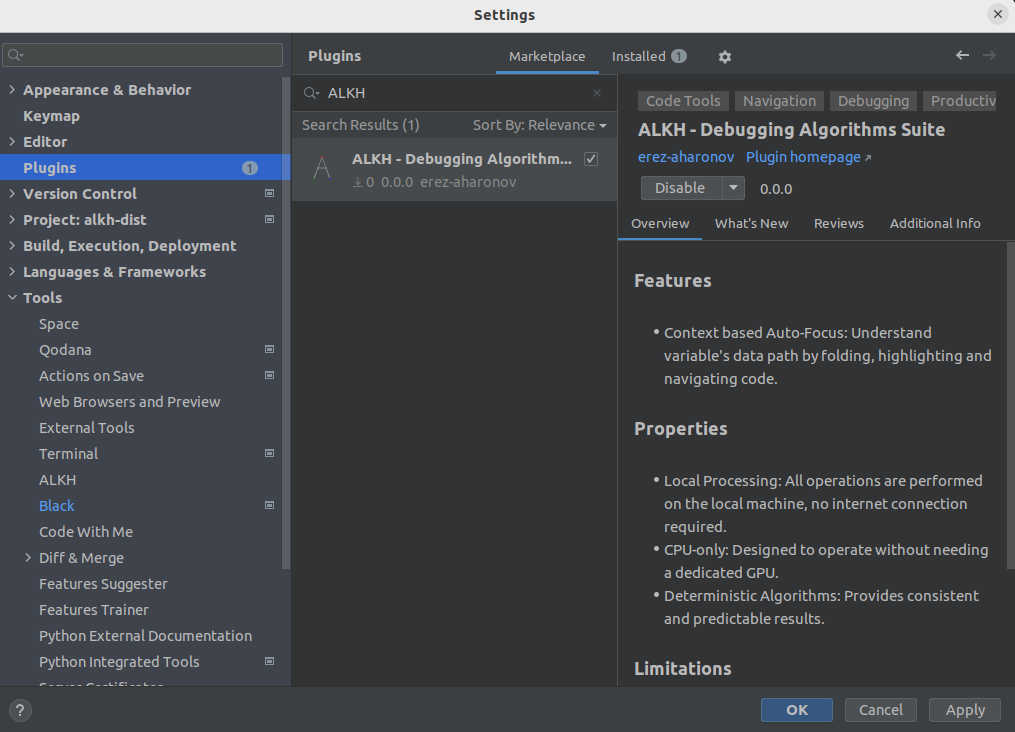 Settings
Plugins
Marketplace
Installed 1
ALKH
Search Results (1)
Sort By: Relevance
ALKH - Debugging Algorithm...
0 0.0.0 erez-aharonov
Appearance & Behavior
Keymap
Editor
Plugins 1
Version Control
Project: alkh-dist
Build, Execution, Deployment
Languages & Frameworks
Tools
Space
Qodana
Actions on Save
Web Browsers and Preview
External Tools
Terminal
ALKH
Black
Code With Me
Diff & Merge
Features Suggester
Features Trainer
Python External Documentation
Python Integrated Tools
Code Tools
Navigation
Debugging
Productiv
ALKH - Debugging Algorithms Suite
erez-aharonov Plugin homepage
Disable 0.0.0
Overview
What's New
Reviews
Additional Info
Features
• Context based Auto-Focus: Understand
variable's data path by folding, highlighting and
navigating code.
Properties
• Local Processing: All operations are performed
on the local machine, no internet connection
required.
• CPU-only: Designed to operate without needing
a dedicated GPU.
• Deterministic Algorithms: Provides consistent
and predictable results.
Limitations
?
OK
Cancel
Apply